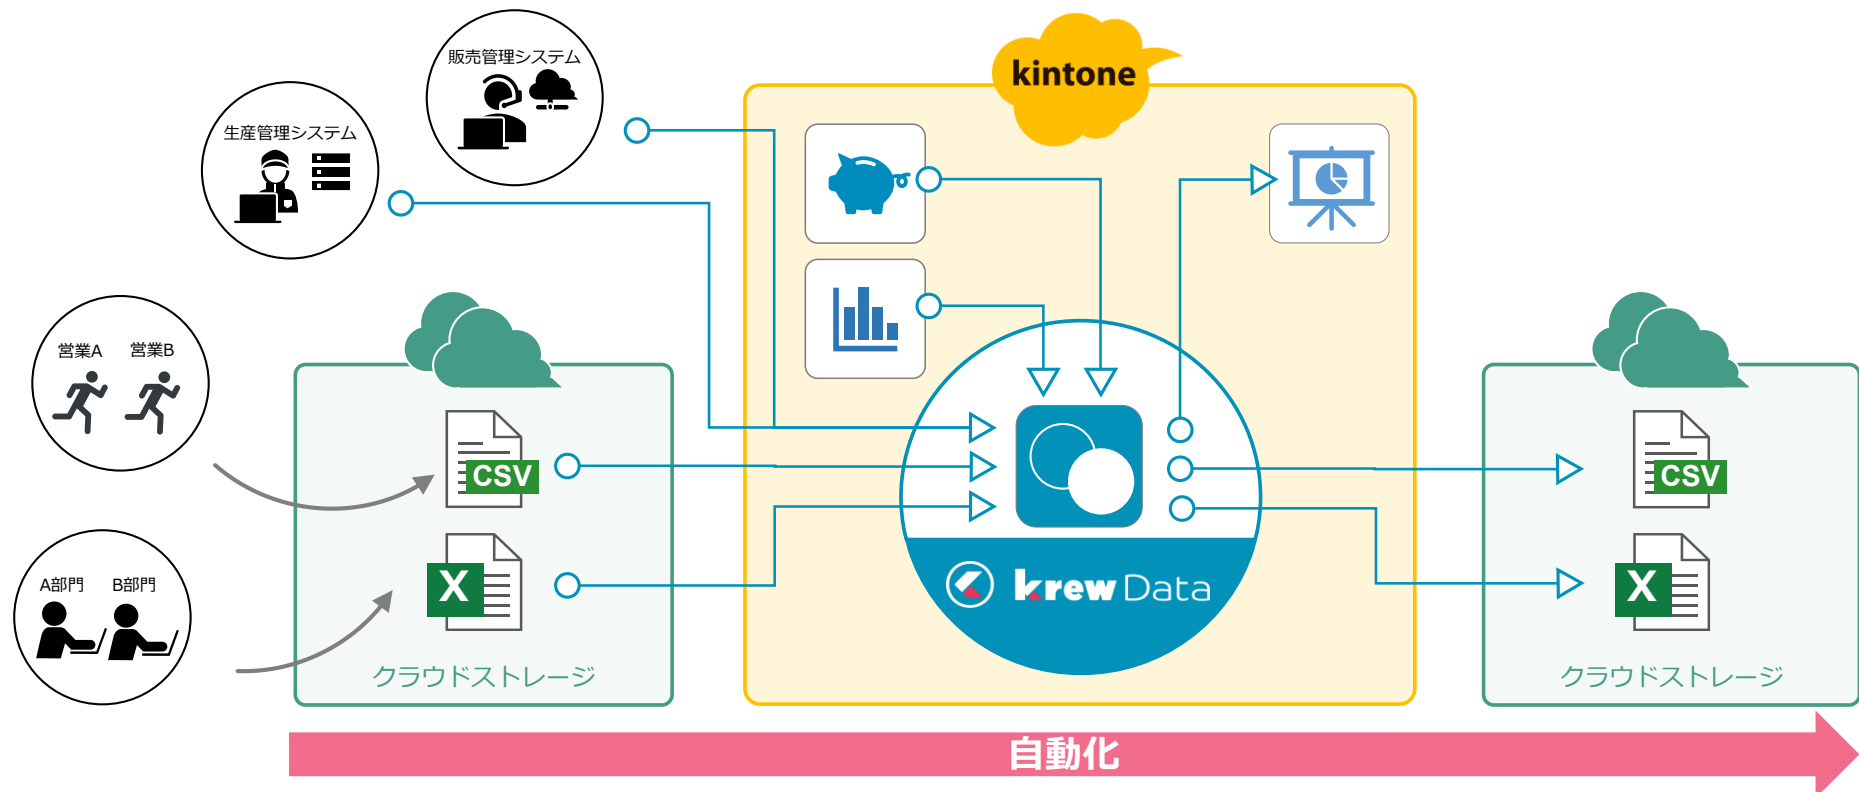 販売管理システム
生産管理システム
kintone
営業A 営業B
A部門 B部門
CSV
X
クラウドストレージ
krew Data
CSV
X
クラウドストレージ
自動化